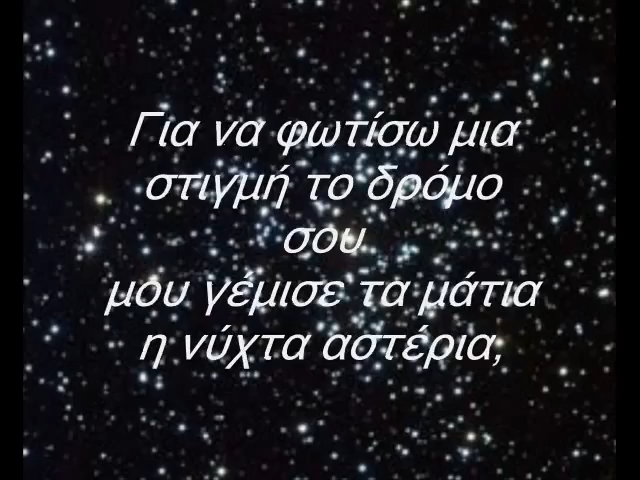 Για να φωτίσω μια
στιγμή το δρόμο
σου
μου γέμισε τα μάτια
η νύχτα αστέρια,